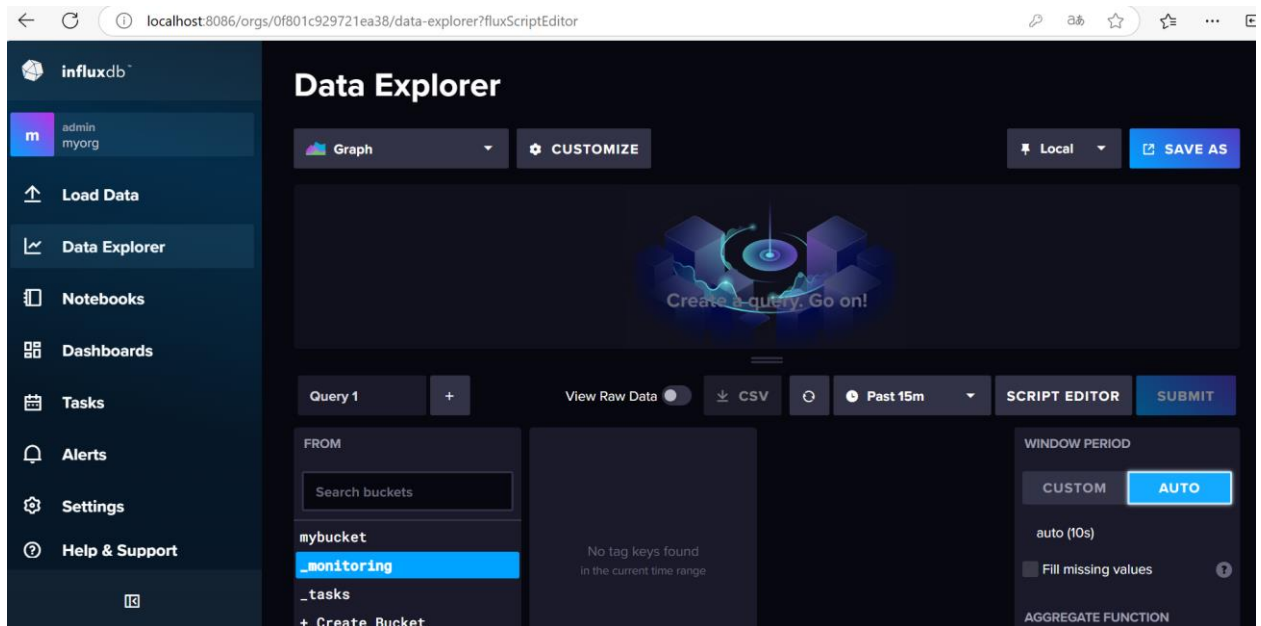 localhost:8086/orgs/0f801c929721ea38/data-explorer?fluxScriptEditor
influxdb™
Data Explorer
m
admin
myorg
Graph
CUSTOMIZE
Local
SAVE AS
Load Data
Data Explorer
Notebooks
Dashboards
Tasks
Alerts
Settings
Help & Support
Create a query. Go on!
Query 1
+
View Raw Data
CSV
Past 15m
SCRIPT EDITOR
SUBMIT
FROM
Search buckets
mybucket
_monitoring
_tasks
+ Create Bucket
No tag keys found
in the current time range
WINDOW PERIOD
CUSTOM
AUTO
auto (10s)
Fill missing values
?
AGGREGATE FUNCTION